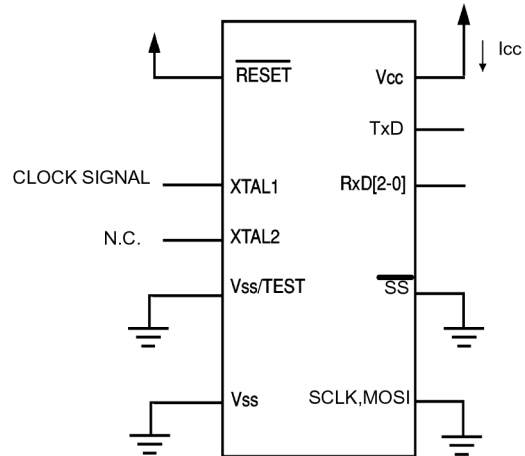 RESET
Vcc
Icc
TxD
CLOCK SIGNAL
XTAL1
RxD[2-0]
N.C.
XTAL2
Vss/TEST
SS
Vss
SCLK,MOSI